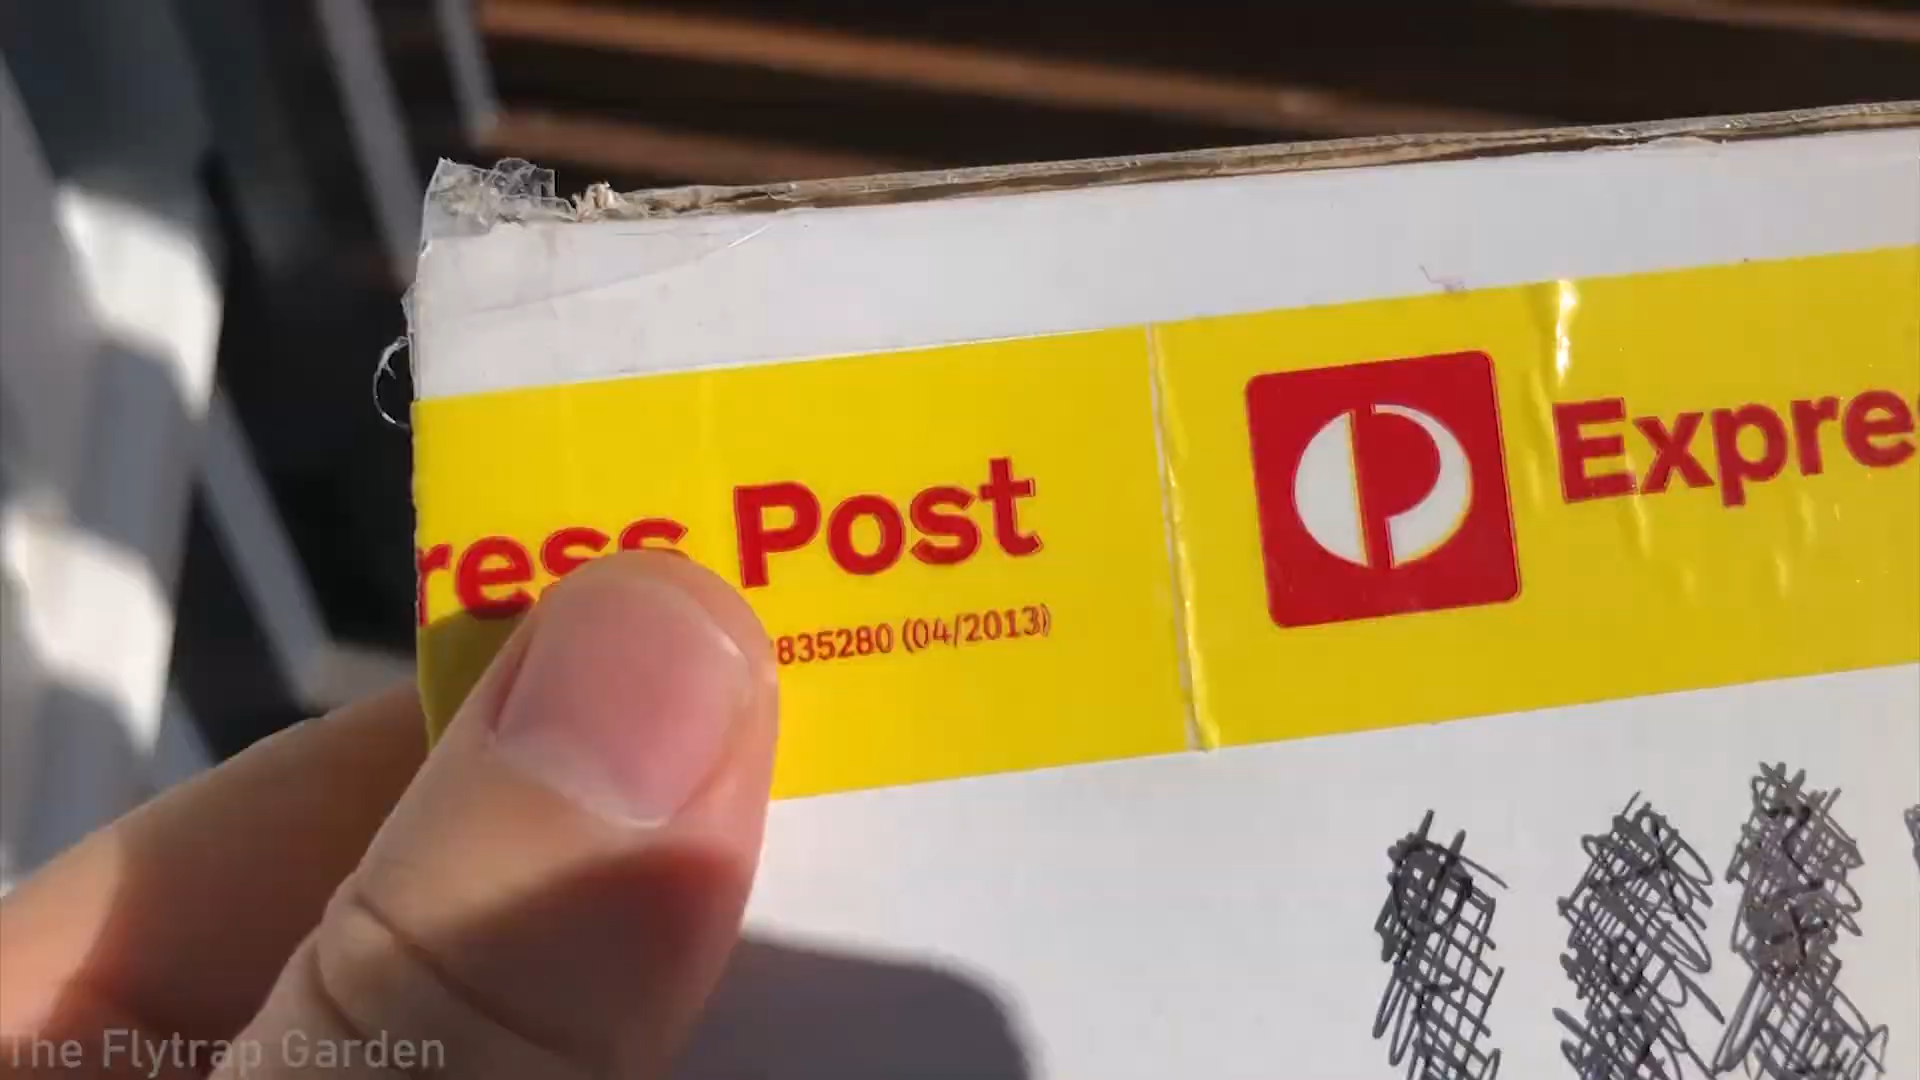 ress Post
835280 (04/2013)
Expre
The Flytrap Garden